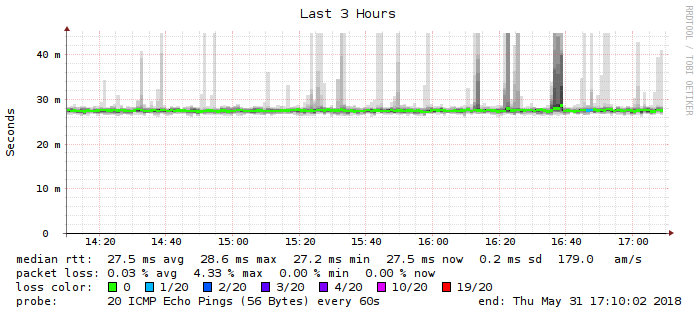 Last 3 Hours
RRDTOOL / TOBI OETIKER
Seconds
40 m
30 m
20 m
10 m
0
14:20 14:40 15:00 15:20 15:40 16:00 16:20 16:40 17:00
median rtt: 27.5 ms avg 28.6 ms max 27.2 ms min 27.5 ms now 0.2 ms sd 179.0 am/s
packet loss: 0.03 % avg 4.33 % max 0.00 % min 0.00 % now
loss color: 0 1/20 2/20 3/20 4/20 10/20 19/20
probe: 20 ICMP Echo Pings (56 Bytes) every 60s end: Thu May 31 17:10:02 2018